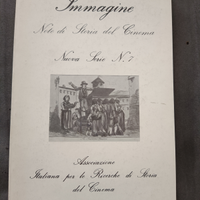 Immagine
Note di Storia del Cinema
Nuova Serie N. 7
Associazione
Italiana per le Ricerche di Storia
del Cinema